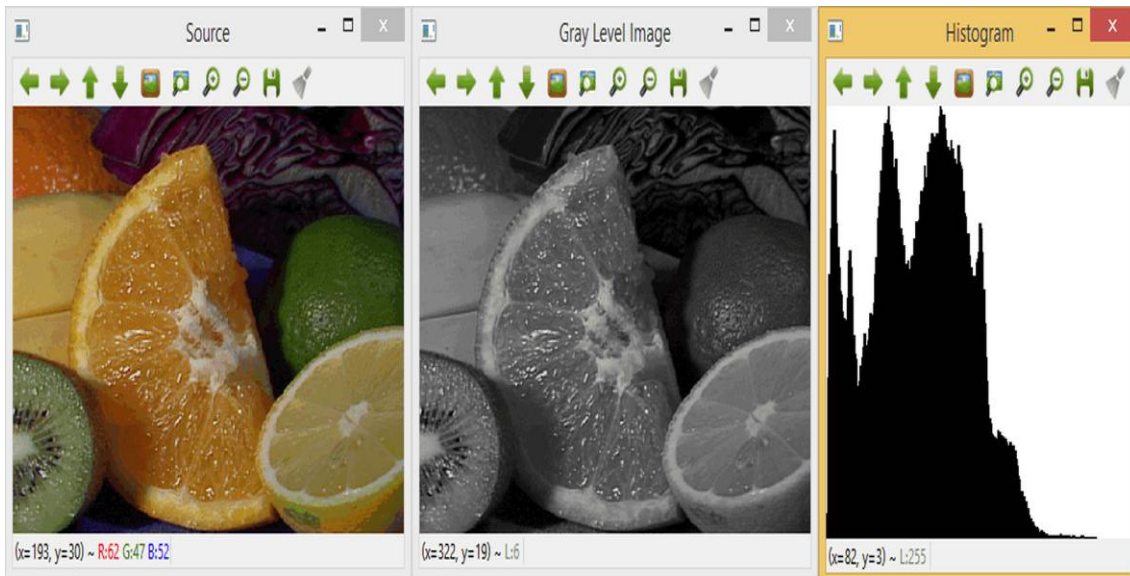 Source
Gray Level Image
Histogram
(x=193, y=30) ~ R:62 G:47 B:52
(x=322, y=19) ~ L:6
(x=82, y=3) ~ L:255